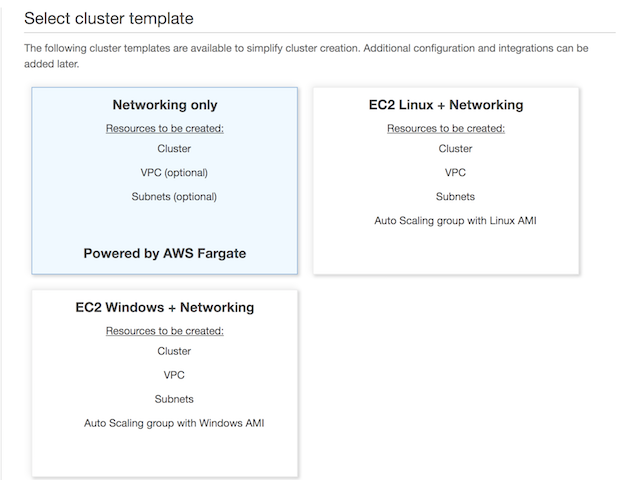 Select cluster template
The following cluster templates are available to simplify cluster creation. Additional configuration and integrations can be
added later.
Networking only
Resources to be created:
Cluster
VPC (optional)
Subnets (optional)
Powered by AWS Fargate
EC2 Linux + Networking
Resources to be created:
Cluster
VPC
Subnets
Auto Scaling group with Linux AMI
EC2 Windows + Networking
Resources to be created:
Cluster
VPC
Subnets
Auto Scaling group with Windows AMI